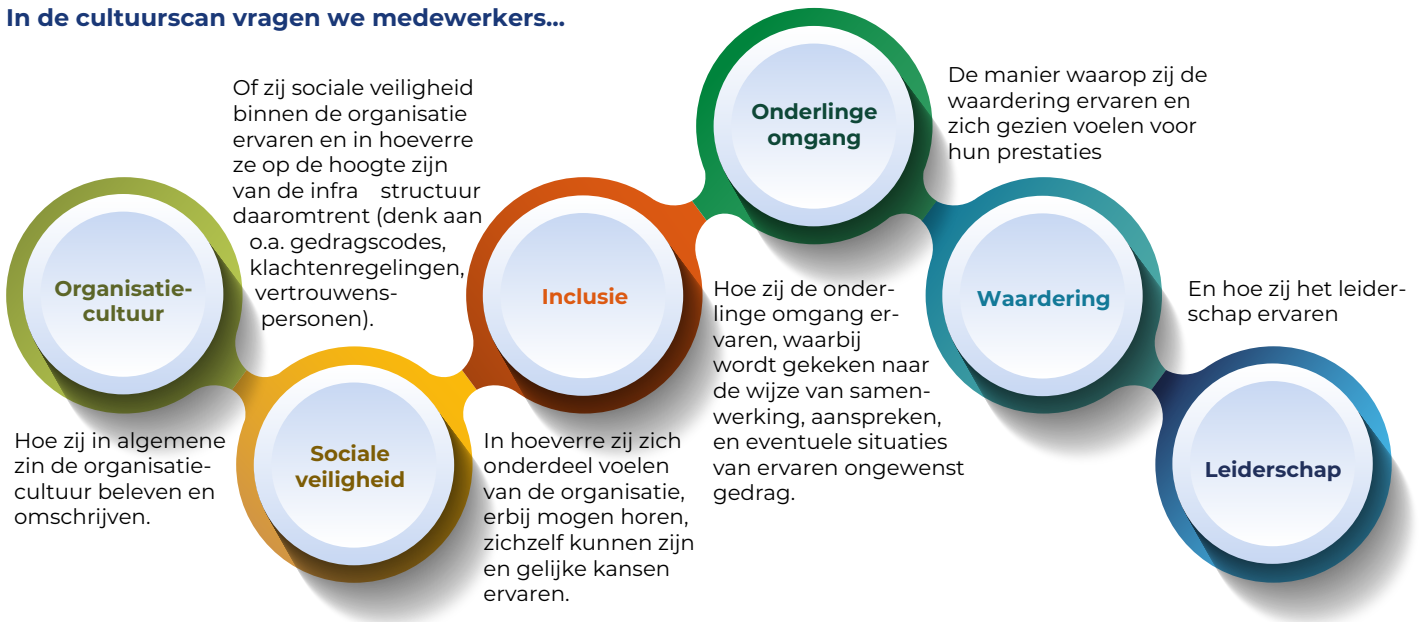 In de cultuurscan vragen we medewerkers...
Organisatie-
cultuur
Hoe zij in algemene
zin de organisatie-
cultuur beleven en
omschrijven.
Of zij sociale veiligheid
binnen de organisatie
ervaren en in hoeverre
ze op de hoogte zijn
van de infra structuur
daaromtrent (denk aan
o.a. gedragscodes,
klachtenregelingen,
vertrouwens-
personen).
Sociale
veiligheid
Inclusie
In hoeverre zij zich
onderdeel voelen
van de organisatie,
erbij mogen horen,
zichzelf kunnen zijn
en gelijke kansen
ervaren.
Onderlinge
omgang
Hoe zij de onder-
linge omgang er-
varen, waarbij
wordt gekeken naar
de wijze van samen-
werking, aanspreken,
en eventuele situaties
van ervaren ongewenst
gedrag.
De manier waarop zij de
waardering ervaren en
zich gezien voelen voor
hun prestaties
Waardering
En hoe zij het leider-
schap ervaren
Leiderschap